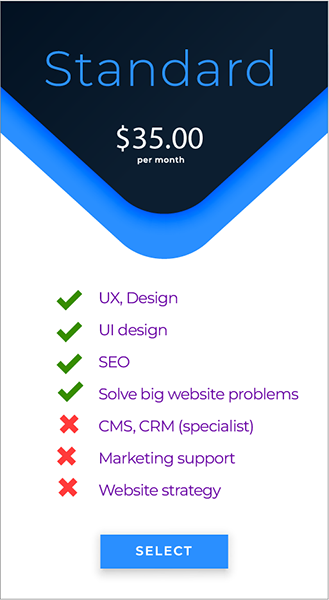 Standard
$35.00
per month
UX, Design
UI design
SEO
Solve big website problems
CMS, CRM (specialist)
Marketing support
Website strategy
SELECT